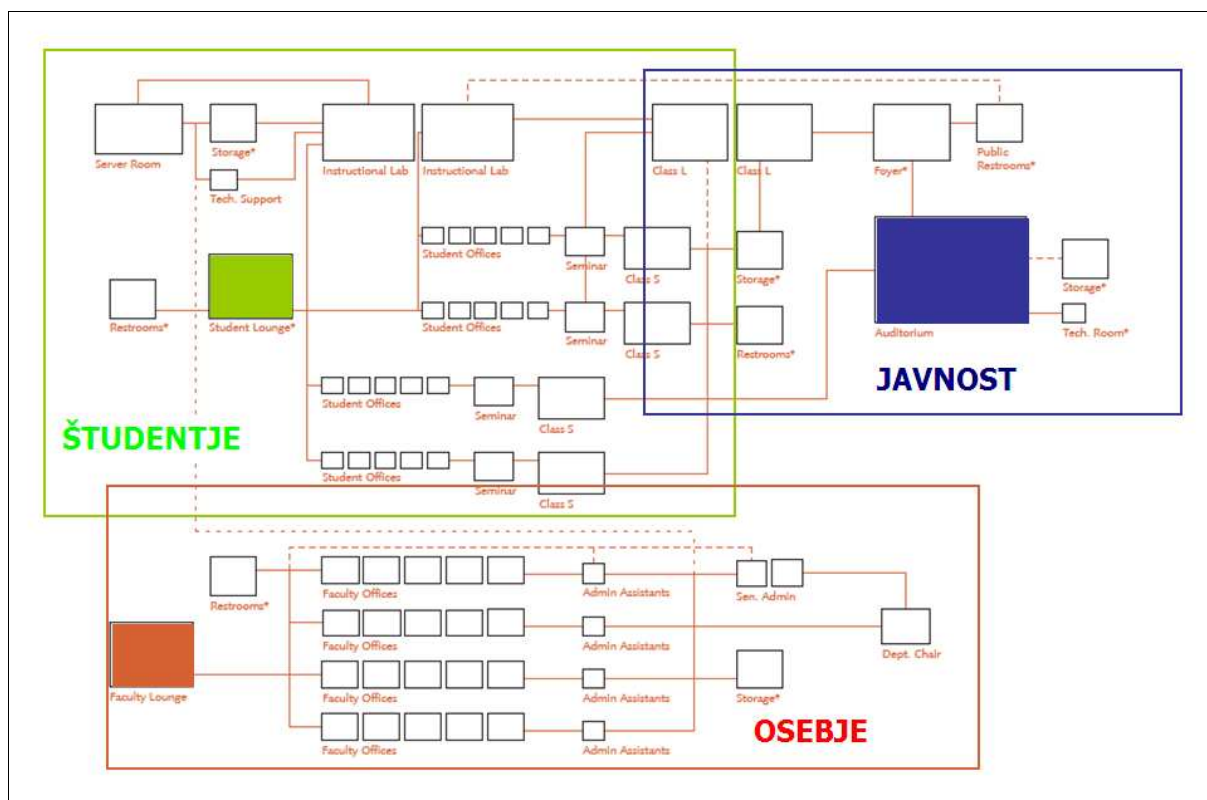 Server Room
Storage*
Tech. Support
Instructional Lab
Instructional Lab
Class L
Class L
Foyer*
Public
Restrooms*
Student Offices
Seminar
Class S
Storage*
Auditorium
Storage*
Tech. Room*
Restrooms*
Student Lounge*
Student Offices
Seminar
Class S
Restrooms*
JAVNOST
Student Offices
Seminar
Class S
ŠTUDENTJE
Student Offices
Seminar
Class S
Restrooms*
Faculty Offices
Admin Assistants
Sen. Admin
Faculty Offices
Admin Assistants
Dept. Chair
Faculty Lounge
Faculty Offices
Admin Assistants
Storage*
OSEBJE
Faculty Offices
Admin Assistants